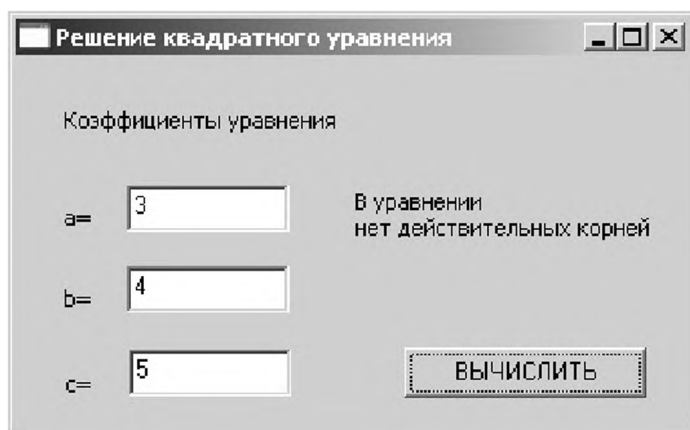 Решение квадратного уравнения
Коэффициенты уравнения
a= 3
В уравнении
нет действительных корней
b= 4
c= 5
ВЫЧИСЛИТЬ